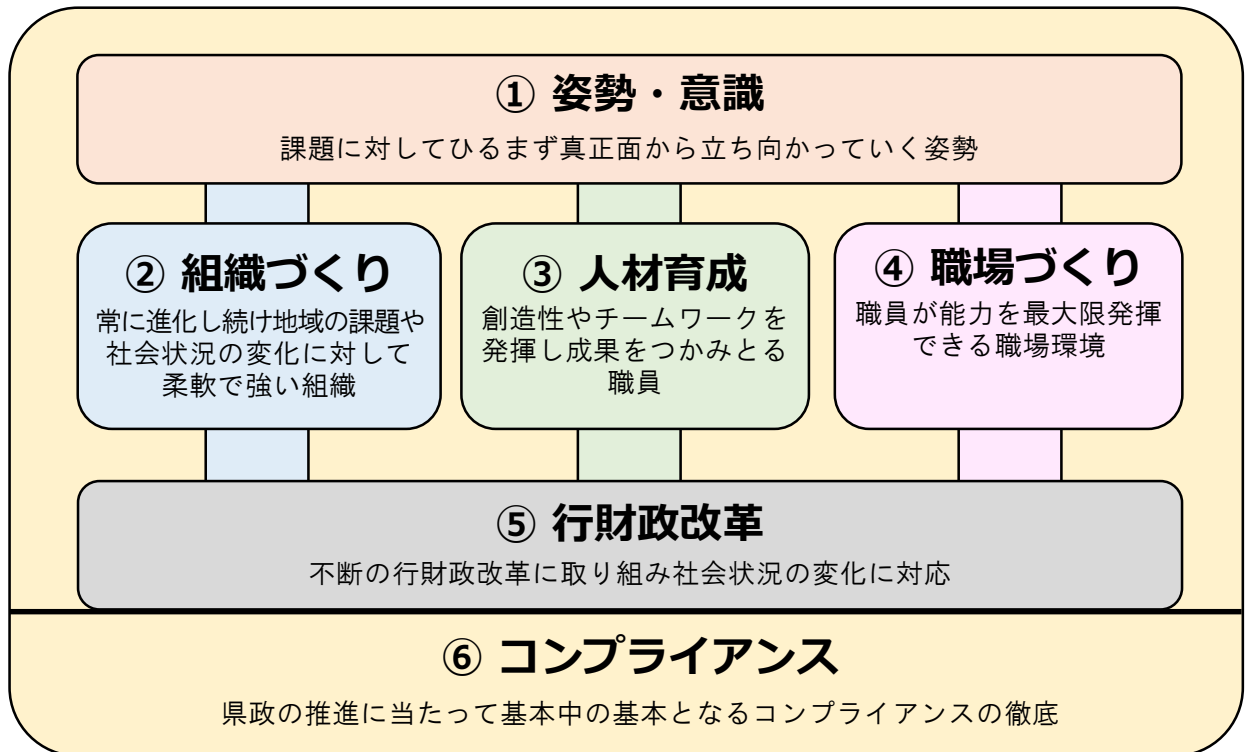 ① 姿勢・意識
課題に対してひるまず真正面から立ち向かっていく姿勢
② 組織づくり
常に進化し続け地域の課題や
社会状況の変化に対して
柔軟で強い組織
③ 人材育成
創造性やチームワークを
発揮し成果をつかみとる
職員
④ 職場づくり
職員が能力を最大限発揮
できる職場環境
⑤ 行財政改革
不断の行財政改革に取り組み社会状況の変化に対応
⑥ コンプライアンス
県政の推進に当たって基本中の基本となるコンプライアンスの徹底